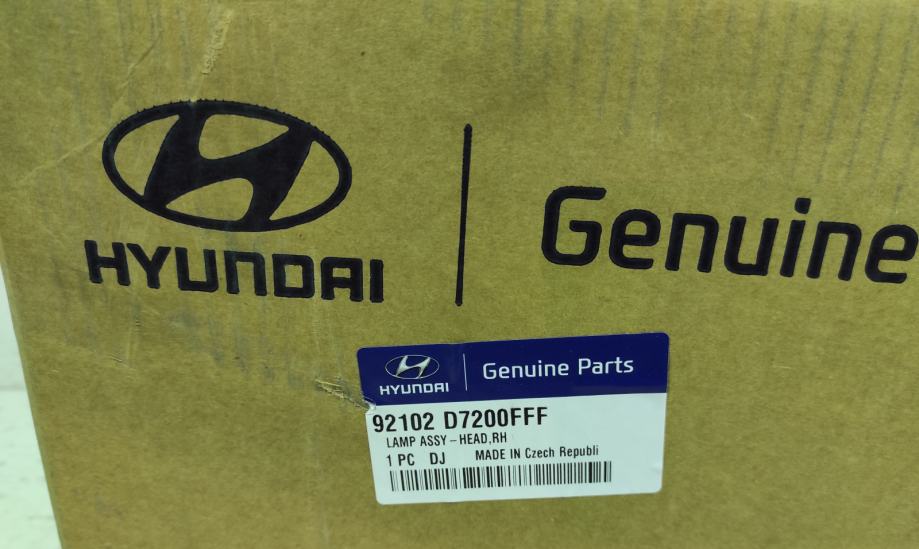 HYUNDAI
Genuine
HYUNDAI
Genuine Parts
92102 D7200FFF
LAMP ASSY-HEAD,RH
1 PC DJ MADE IN Czech Republi